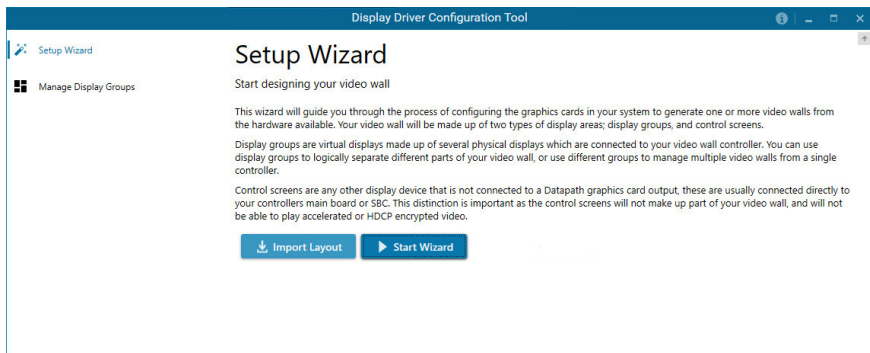 Display Driver Configuration Tool
Setup Wizard
Manage Display Groups
Setup Wizard
Start designing your video wall
This wizard will guide you through the process of configuring the graphics cards in your system to generate one or more video walls from
the hardware available. Your video wall will be made up of two types of display areas; display groups, and control screens.
Display groups are virtual displays made up of several physical displays which are connected to your video wall controller. You can use
display groups to logically separate different parts of your video wall, or use different groups to manage multiple video walls from a single
controller.
Control screens are any other display device that is not connected to a Datapath graphics card output, these are usually connected directly to
your controllers main board or SBC. This distinction is important as the control screens will not make up part of your video wall, and will not
be able to play accelerated or HDCP encrypted video.
Import Layout
Start Wizard